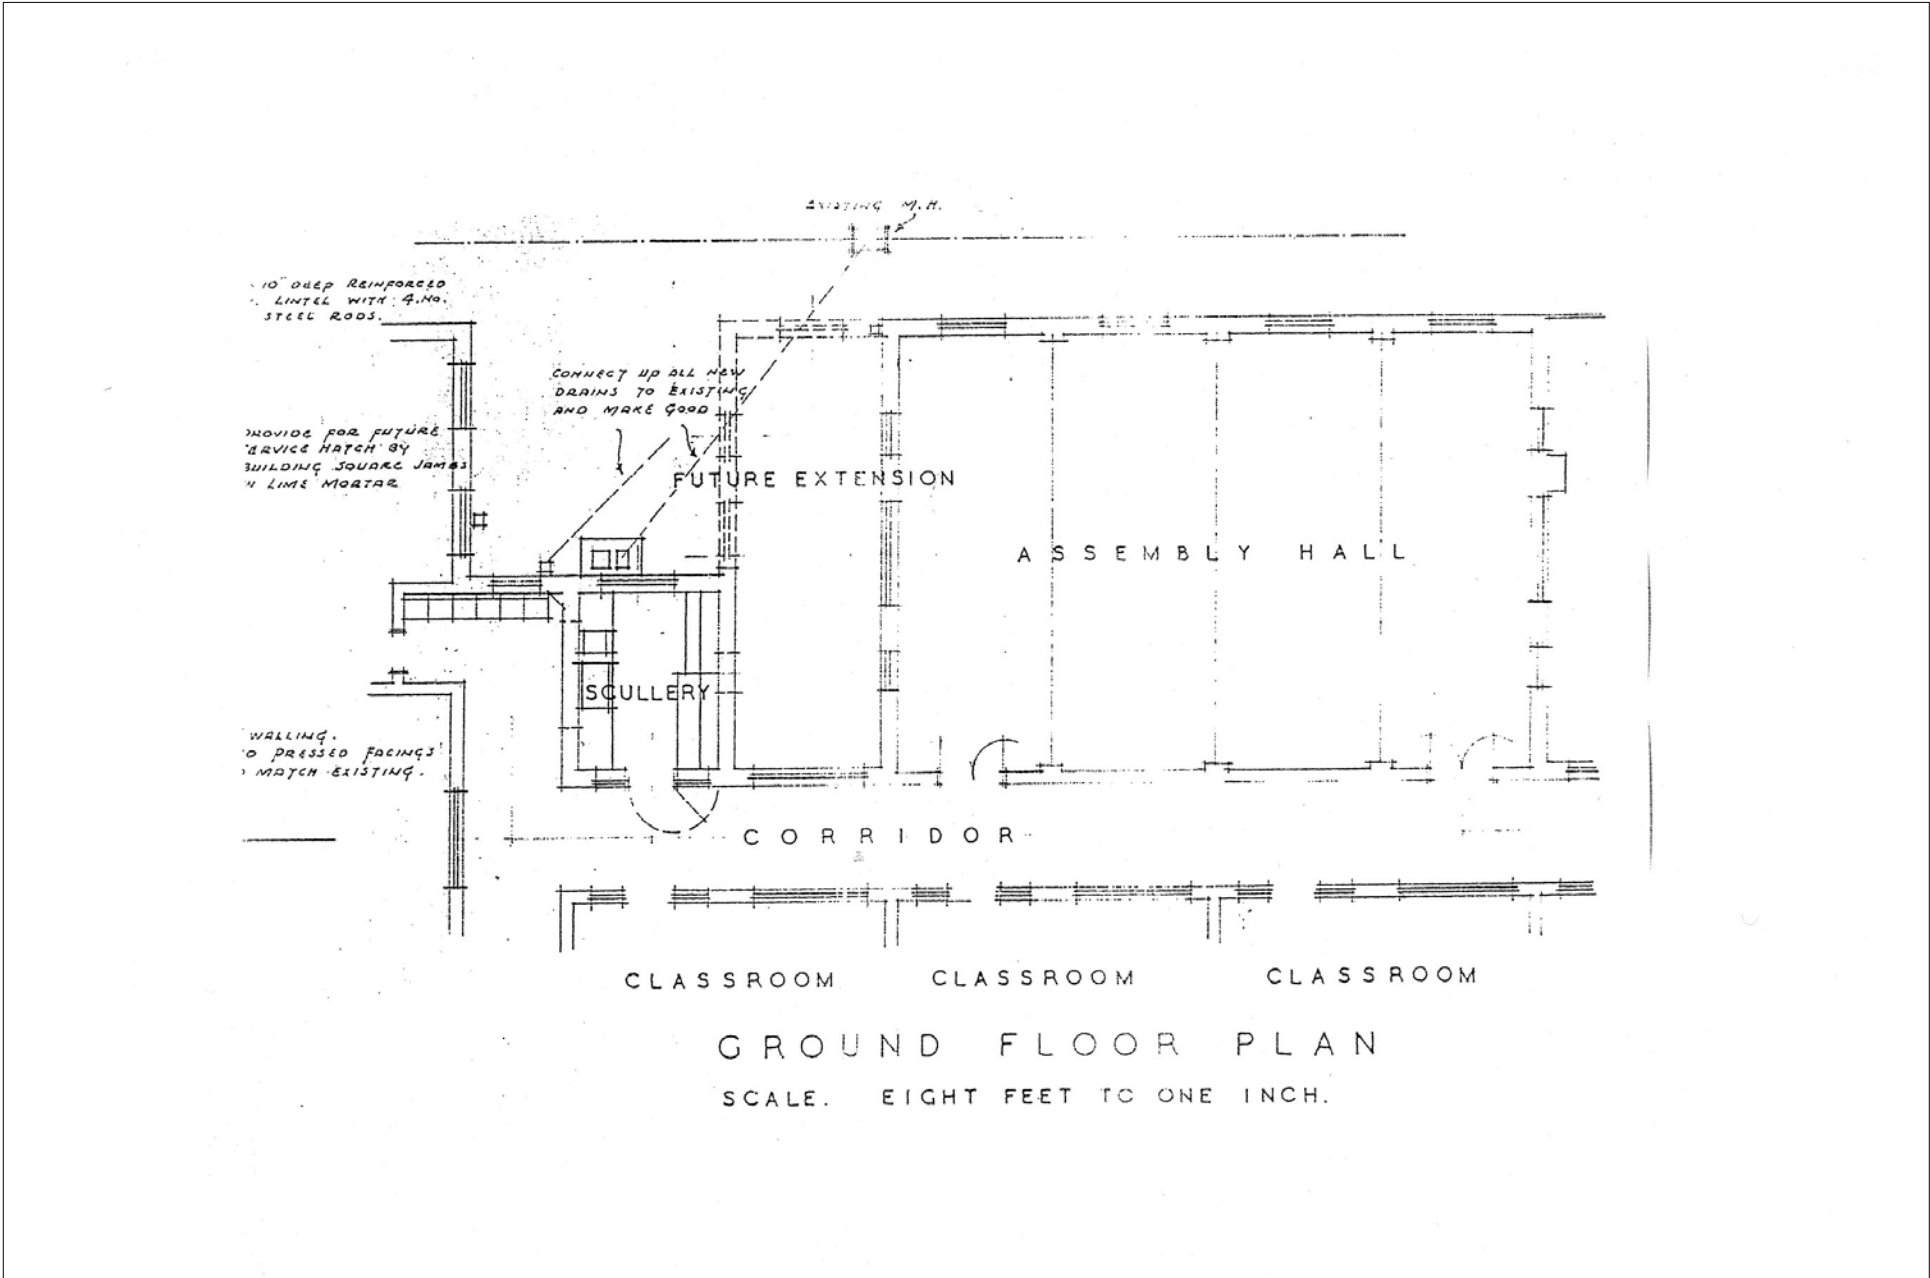 EXISTING M.H.
10" DEEP REINFORCED
LINTEL WITH 4.NO.
STEEL RODS.
CONNECT UP ALL NEW
DRAINS TO EXISTING
AND MAKE GOOD
ROVIDE FOR FUTURE
ERVICE HATCH BY
BUILDING SQUARE JAMBS
N LIME MORTAR
FUTURE EXTENSION
ASSEMBLY HALL
SCULLERY
WALLING.
O PRESSED FACINGS
MATCH EXISTING.
CORRIDOR
CLASSROOM CLASSROOM CLASSROOM
GROUND FLOOR PLAN
SCALE. EIGHT FEET TO ONE INCH.